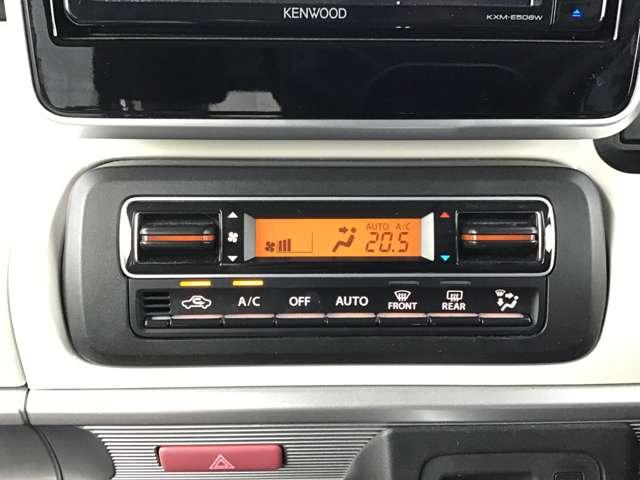 KENWOOD KXM-E508W
AUTO A/C
20.5
A/C OFF AUTO FRONT REAR